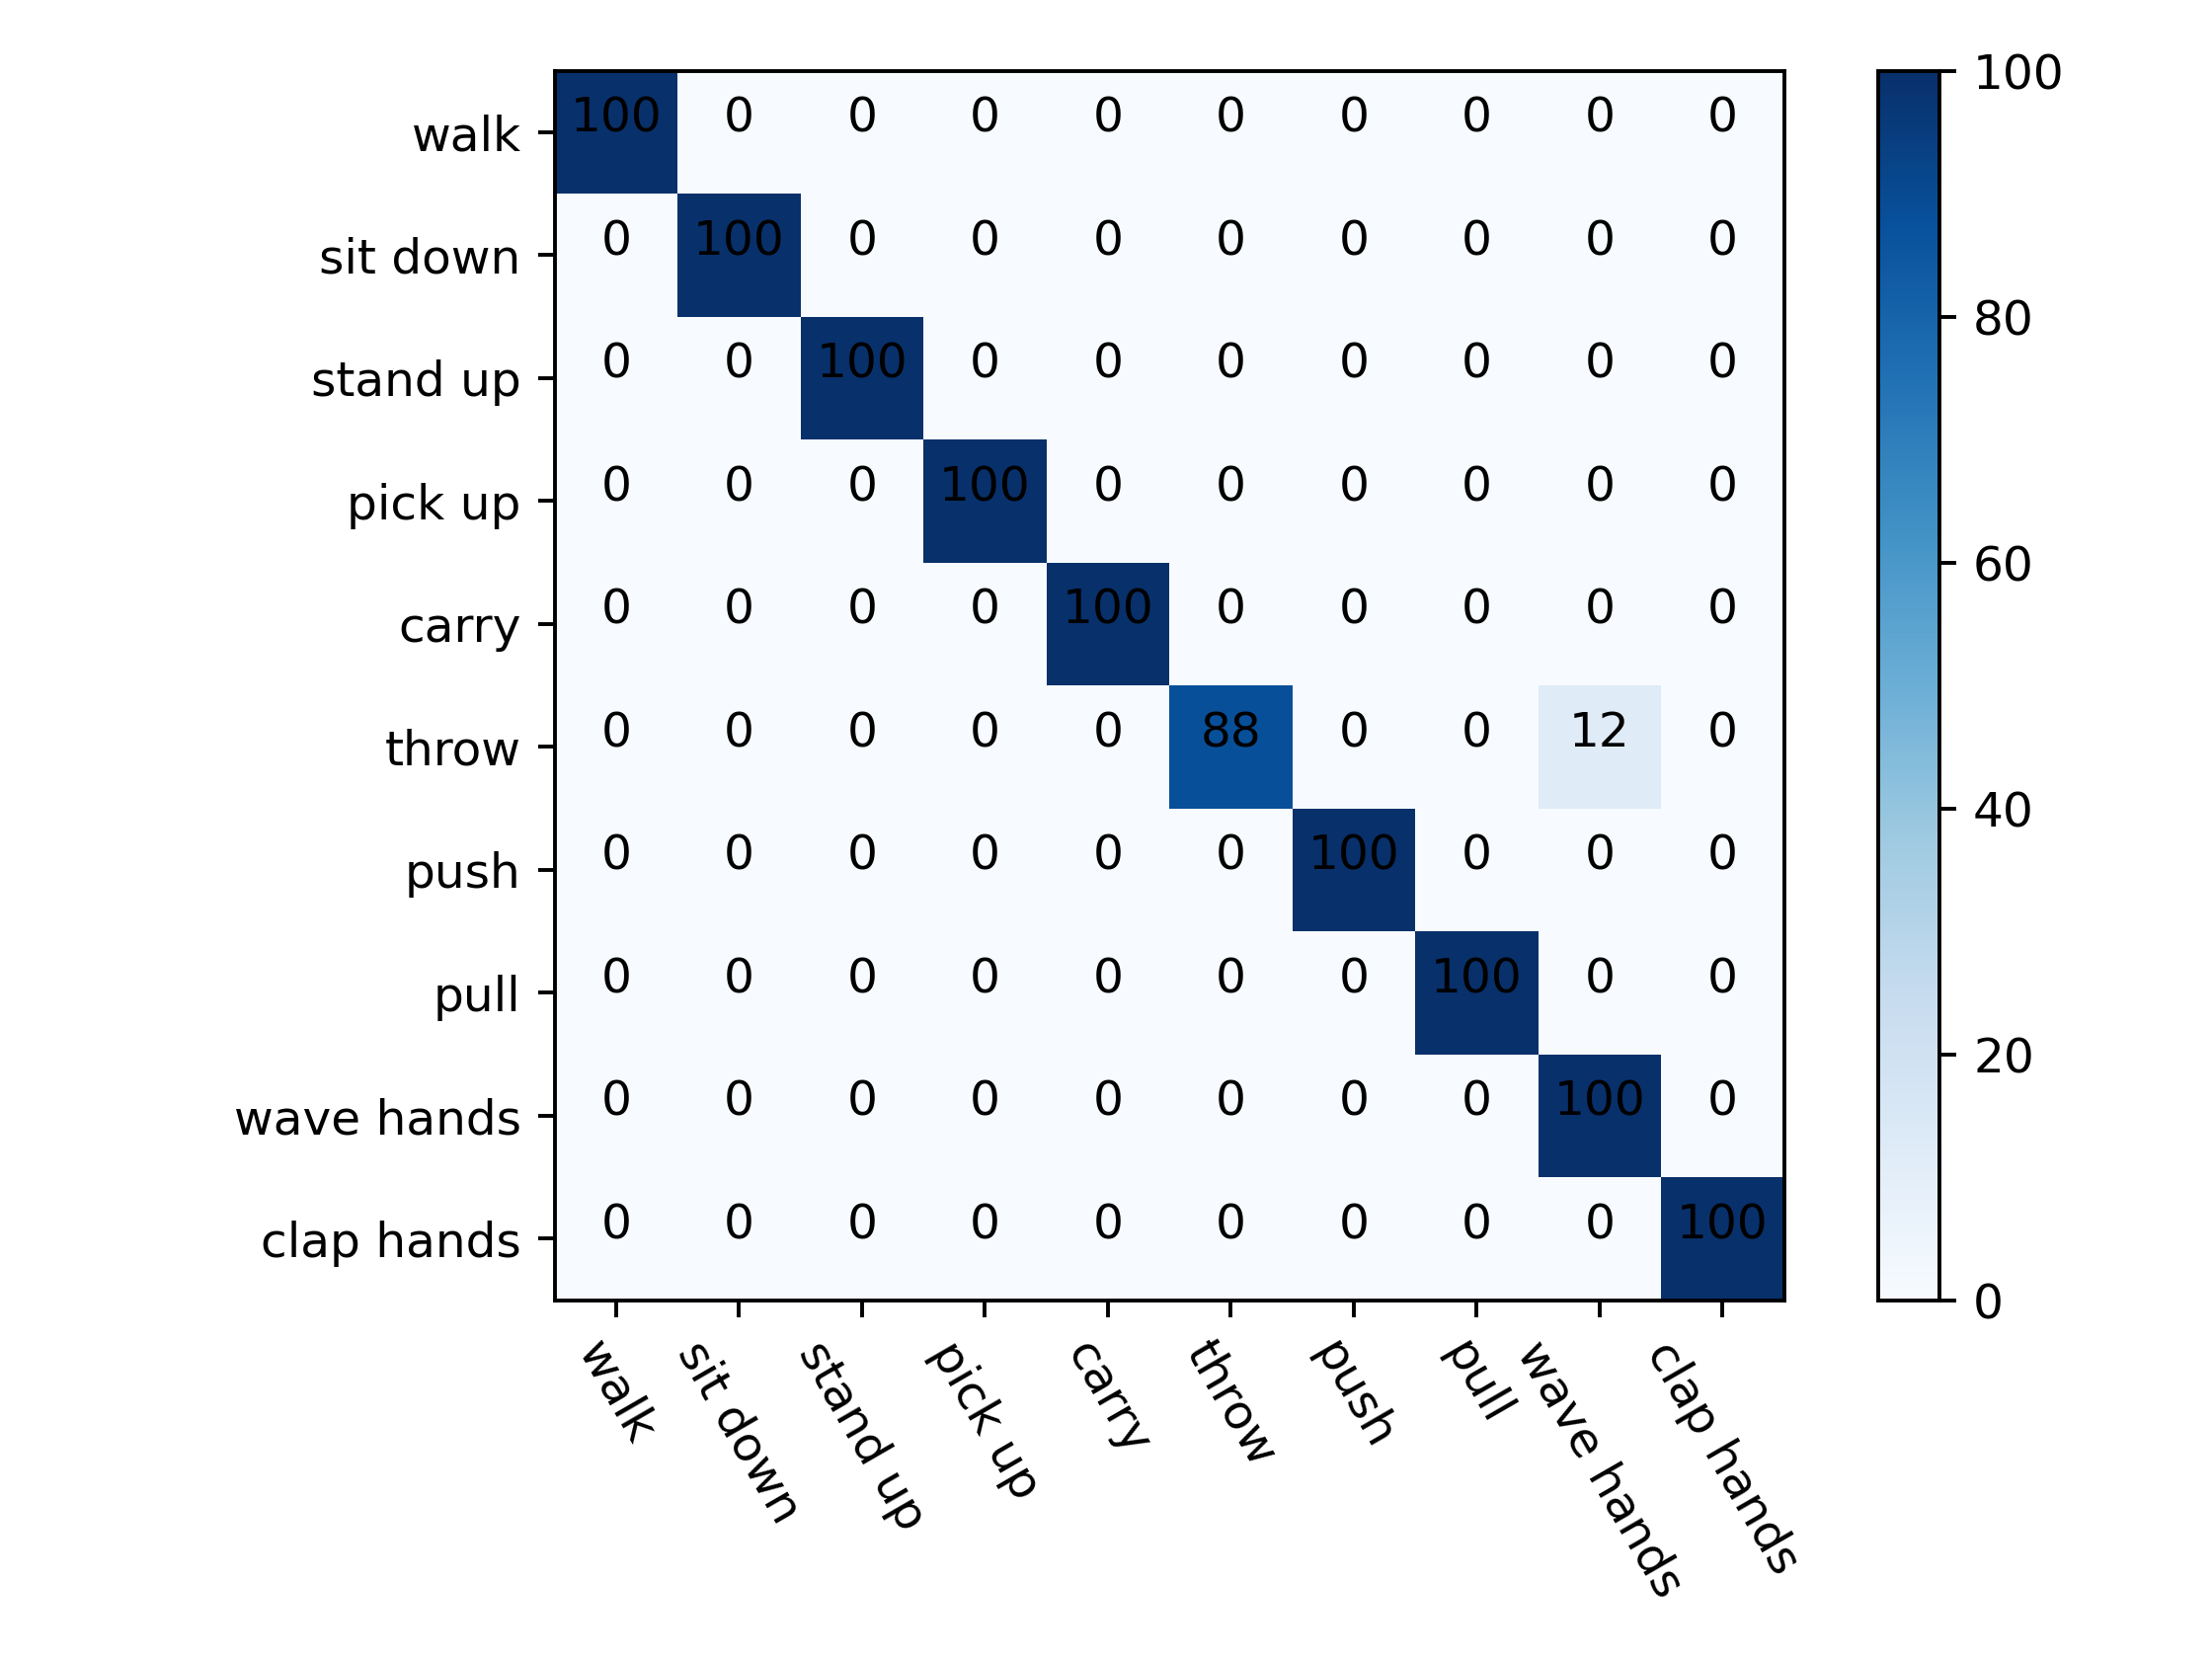 walk 100 0 0 0 0 0 0 0 0 0
sit down 0 100 0 0 0 0 0 0 0 0
stand up 0 0 100 0 0 0 0 0 0 0
pick up 0 0 0 100 0 0 0 0 0 0
carry 0 0 0 0 100 0 0 0 0 0
throw 0 0 0 0 0 88 0 0 12 0
push 0 0 0 0 0 0 100 0 0 0
pull 0 0 0 0 0 0 0 100 0 0
wave hands 0 0 0 0 0 0 0 0 100 0
clap hands 0 0 0 0 0 0 0 0 0 100
walk sit down stand up pick up carry throw push pull wave hands clap hands
100
80
60
40
20
0